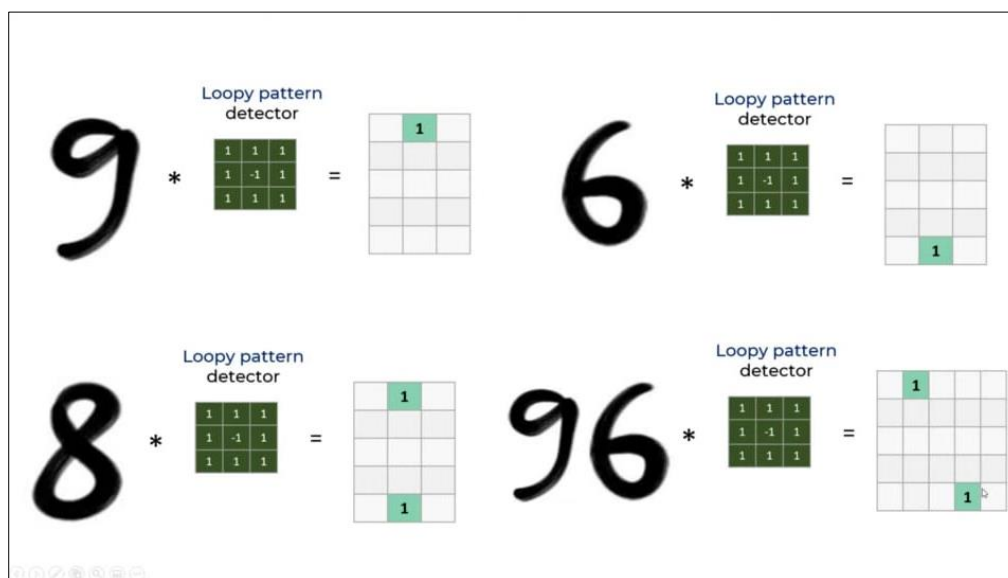 Loopy pattern
detector
9 *
1 1 1
1 -1 1
1 1 1
=
1
Loopy pattern
detector
6 *
1 1 1
1 -1 1
1 1 1
=
1
Loopy pattern
detector
8 *
1 1 1
1 -1 1
1 1 1
=
1
1
Loopy pattern
detector
96 *
1 1 1
1 -1 1
1 1 1
=
1
1